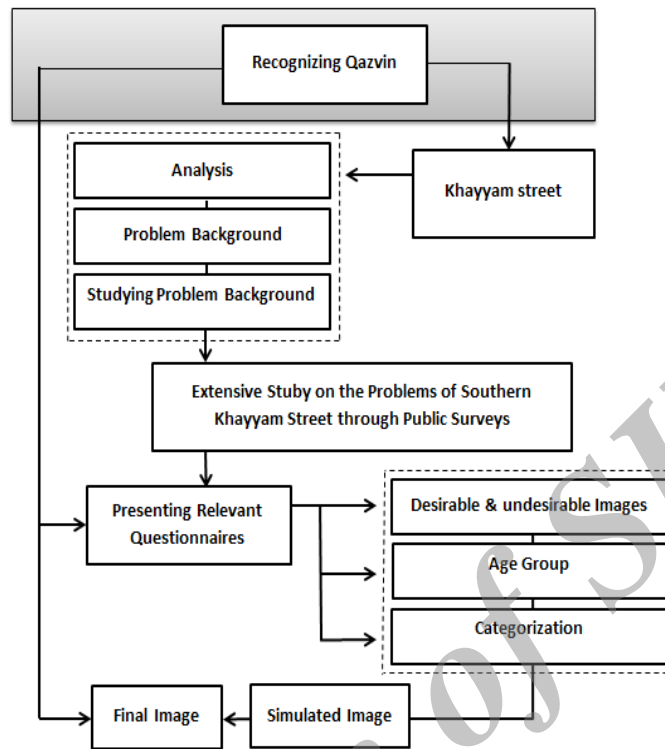 Recognizing Qazvin
Analysis
Khayyam street
Problem Background
Studying Problem Background
Extensive Stuby on the Problems of Southern
Khayyam Street through Public Surveys
Presenting Relevant
Questionnaires
Desirable & undesirable Images
Age Group
Categorization
Final Image
Simulated Image
of